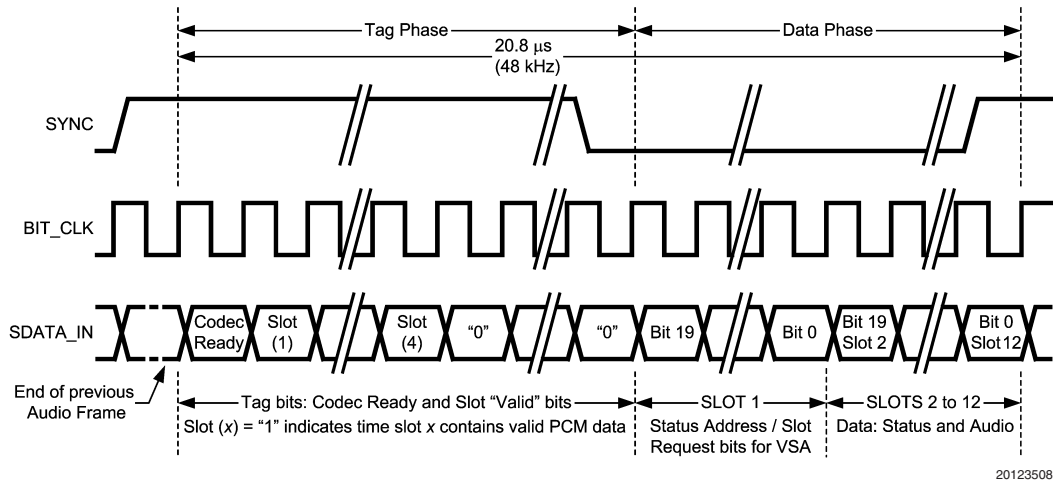 Tag Phase
Data Phase
20.8 μs
(48 kHz)
SYNC
BIT_CLK
SDATA_IN
Codec
Ready
Slot
(1)
Slot
(4)
“0”
“0”
Bit 19
Bit 0
Bit 19
Slot 2
Bit 0
Slot12
End of previous
Audio Frame
Tag bits: Codec Ready and Slot “Valid” bits
Slot (x) = “1” indicates time slot x contains valid PCM data
SLOT 1
Status Address / Slot
Request bits for VSA
SLOTS 2 to 12
Data: Status and Audio
20123508